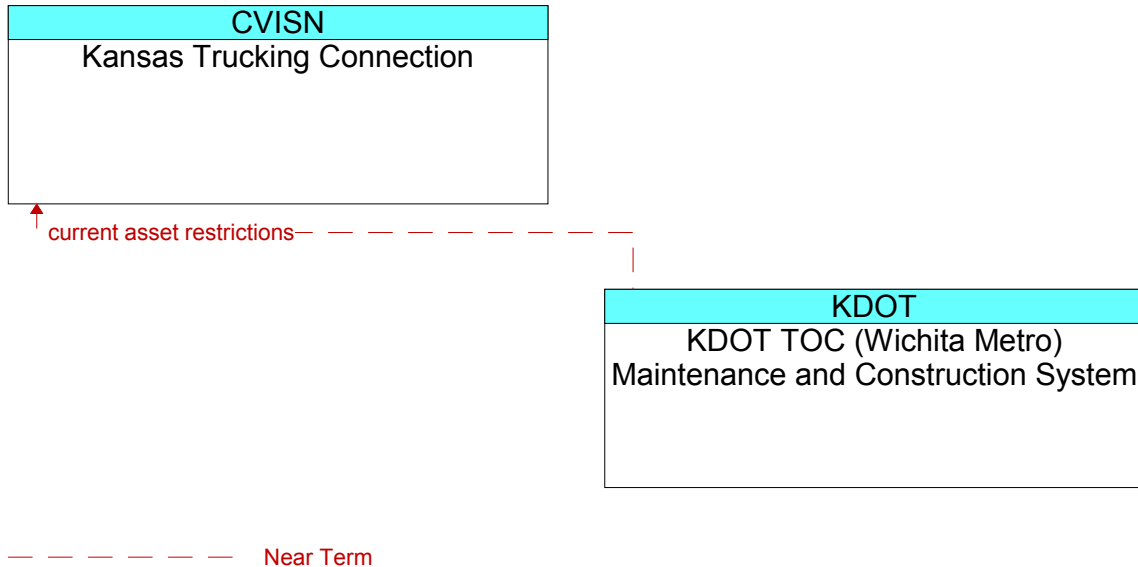 CVISN
Kansas Trucking Connection
current asset restrictions
KDOT
KDOT TOC (Wichita Metro)
Maintenance and Construction System
Near Term